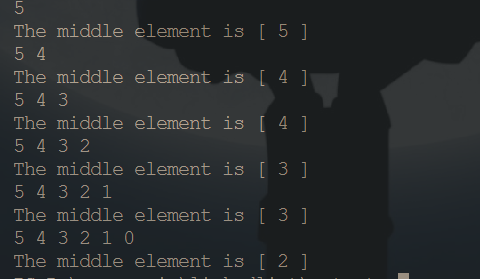 5
The middle element is [ 5 ]
5 4
The middle element is [ 4 ]
5 4 3
The middle element is [ 4 ]
5 4 3 2
The middle element is [ 3 ]
5 4 3 2 1
The middle element is [ 3 ]
5 4 3 2 1 0
The middle element is [ 2 ]